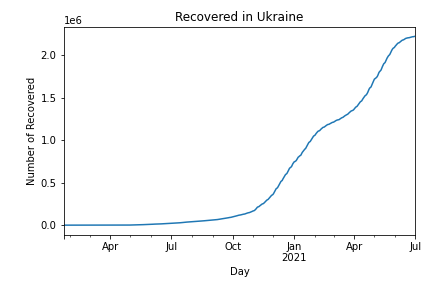 Recovered in Ukraine
1e6
2.0
1.5
1.0
0.5
0.0
Number of Recovered
Apr
Jul
Oct
Jan
2021
Apr
Jul
Day